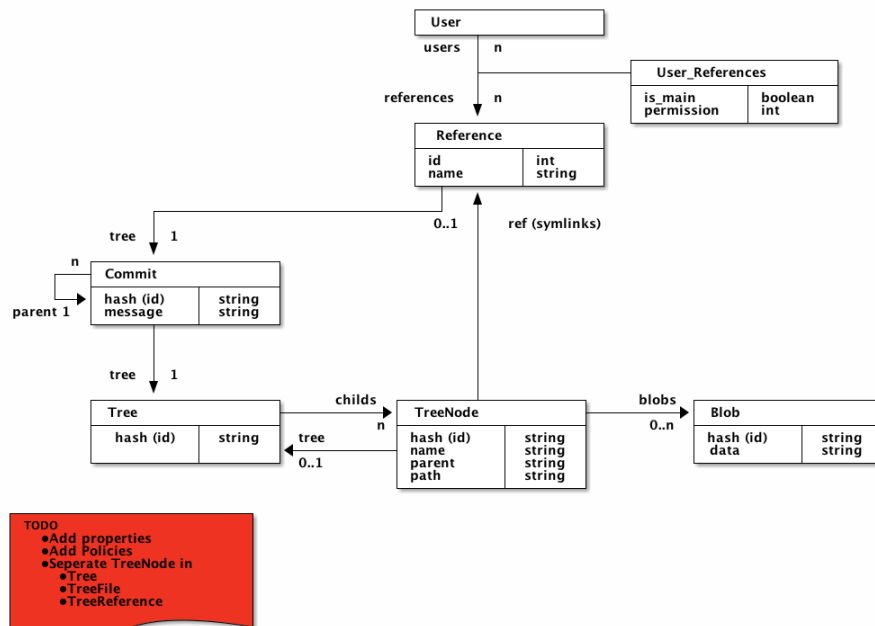 User
users n
User_References
is_main boolean
permission int
references n
Reference
id int
name string
0..1 ref (symlinks)
tree 1
n
Commit
hash (id) string
message string
parent 1
tree 1
Tree
hash (id) string
childs
n
tree
0..1
TreeNode
hash (id) string
name string
parent string
path string
blobs
0..n
Blob
hash (id) string
data string
TODO
●Add properties
●Add Policies
●Seperate TreeNode in
●Tree
●TreeFile
●TreeReference